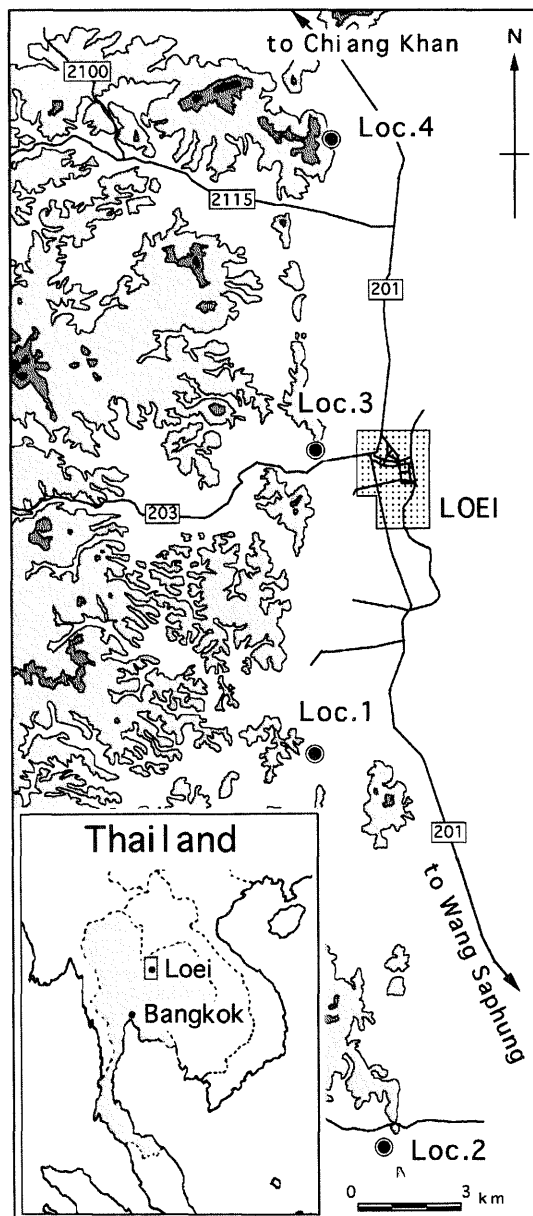 to Chiang Khan
N
2100
Loc.4
2115
201
Loc.3
LOEI
203
Loc.1
201
to Wang Saphung
Thailand
Loei
Bangkok
Loc.2
0 3 km